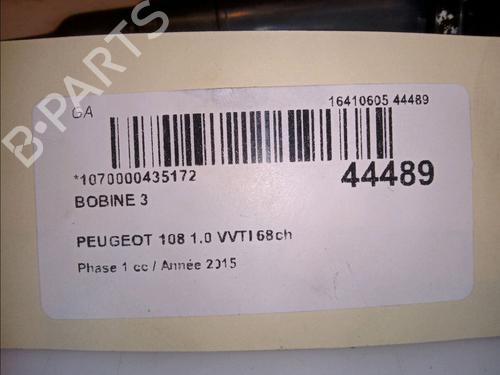 B-PARTS
GA
16410605 44489
*1070000435172
44489
BOBINE 3
PEUGEOT 108 1.0 VVTI 68ch
Phase 1 cc / Année 2015